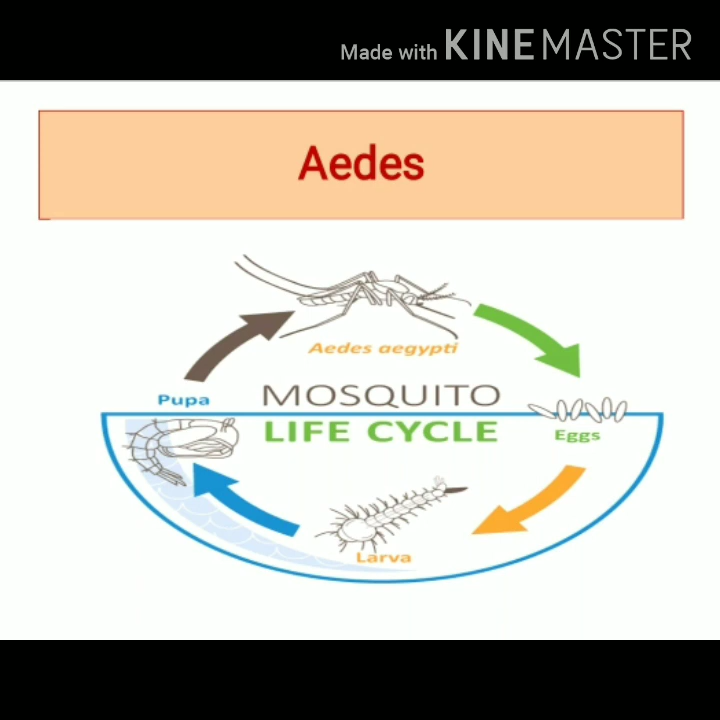 Made with KINEMASTER
Aedes
Aedes aegypti
Pupa
MOSQUITO
LIFE CYCLE
Eggs
Larva